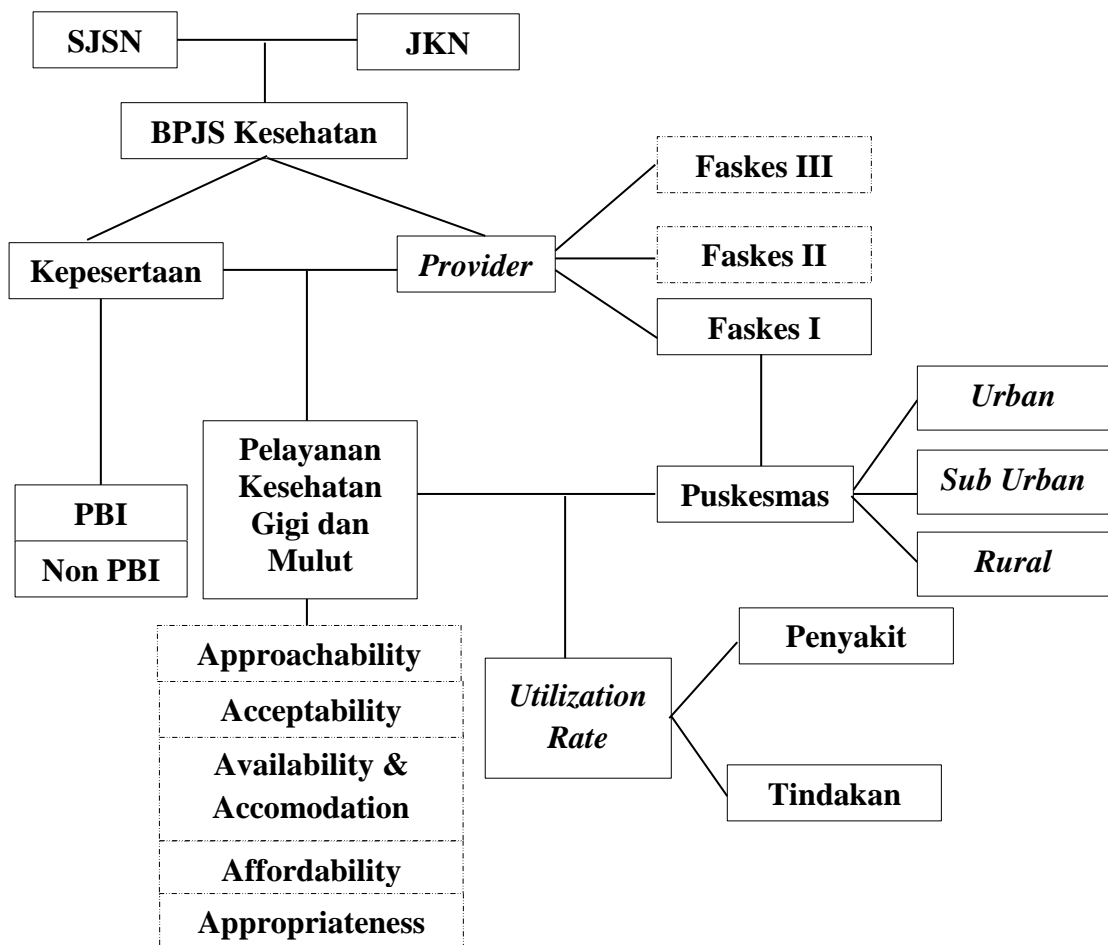 SJSN
JKN
BPJS Kesehatan
Faskes III
Kepesertaan
Provider
Faskes II
Faskes I
Urban
Pelayanan
Kesehatan
Gigi dan
Mulut
Puskesmas
Sub Urban
PBI
Non PBI
Rural
Approachability
Acceptability
Availability &
Accomodation
Affordability
Appropriateness
Utilization
Rate
Penyakit
Tindakan